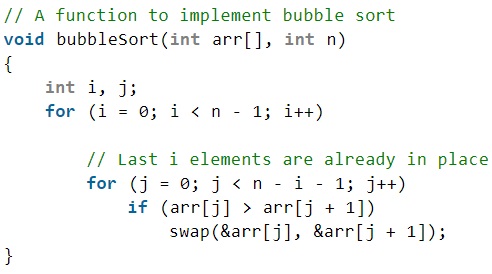 // A function to implement bubble sort
void bubbleSort(int arr[], int n)
{
    int i, j;
    for (i = 0; i < n - 1; i++)

        // Last i elements are already in place
        for (j = 0; j < n - i - 1; j++)
            if (arr[j] > arr[j + 1])
                swap(&arr[j], &arr[j + 1]);
}